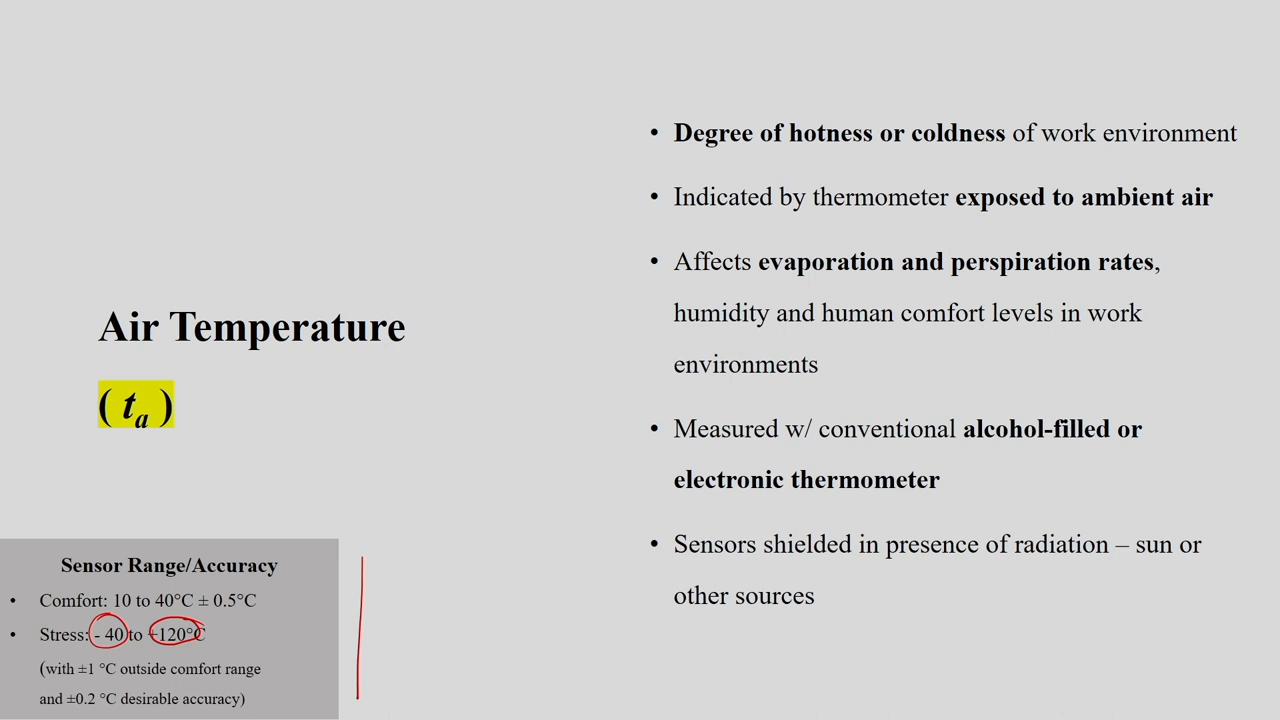 Air Temperature
( ta )
• Degree of hotness or coldness of work environment
• Indicated by thermometer exposed to ambient air
• Affects evaporation and perspiration rates,
humidity and human comfort levels in work
environments
• Measured w/ conventional alcohol-filled or
electronic thermometer
• Sensors shielded in presence of radiation – sun or
other sources
Sensor Range/Accuracy
• Comfort: 10 to 40°C ± 0.5°C
• Stress: - 40 to +120°C
(with ±1 °C outside comfort range
and ±0.2 °C desirable accuracy)